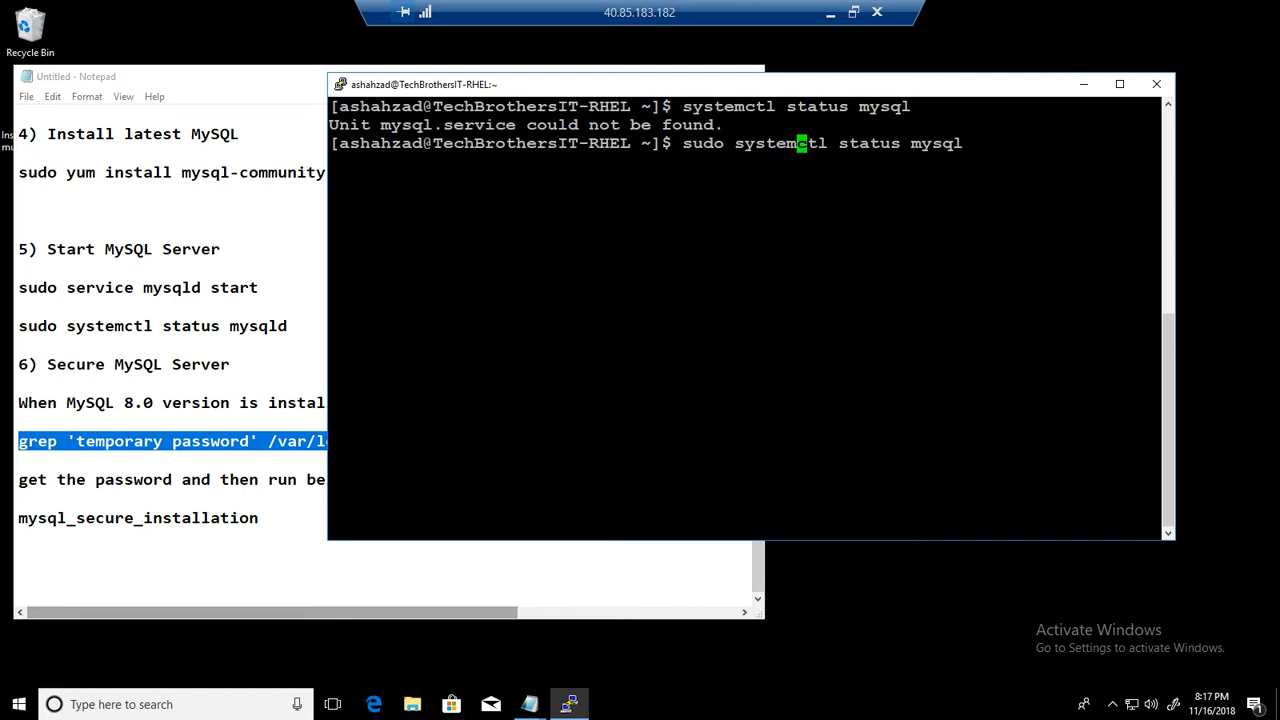 40.85.183.182
Recycle Bin
Untitled - Notepad
File Edit Format View Help
4) Install latest MySQL
sudo yum install mysql-community
5) Start MySQL Server
sudo service mysqld start
sudo systemctl status mysqld
6) Secure MySQL Server
When MySQL 8.0 version is instal
grep 'temporary password' /var/l
get the password and then run be
mysql_secure_installation
ashahzad@TechBrothersIT-RHEL:~
[ashahzad@TechBrothersIT-RHEL ~]$ systemctl status mysql
Unit mysql.service could not be found.
[ashahzad@TechBrothersIT-RHEL ~]$ sudo systemctl status mysql
Activate Windows
Go to Settings to activate Windows.
Type here to search
8:17 PM
11/16/2018
1